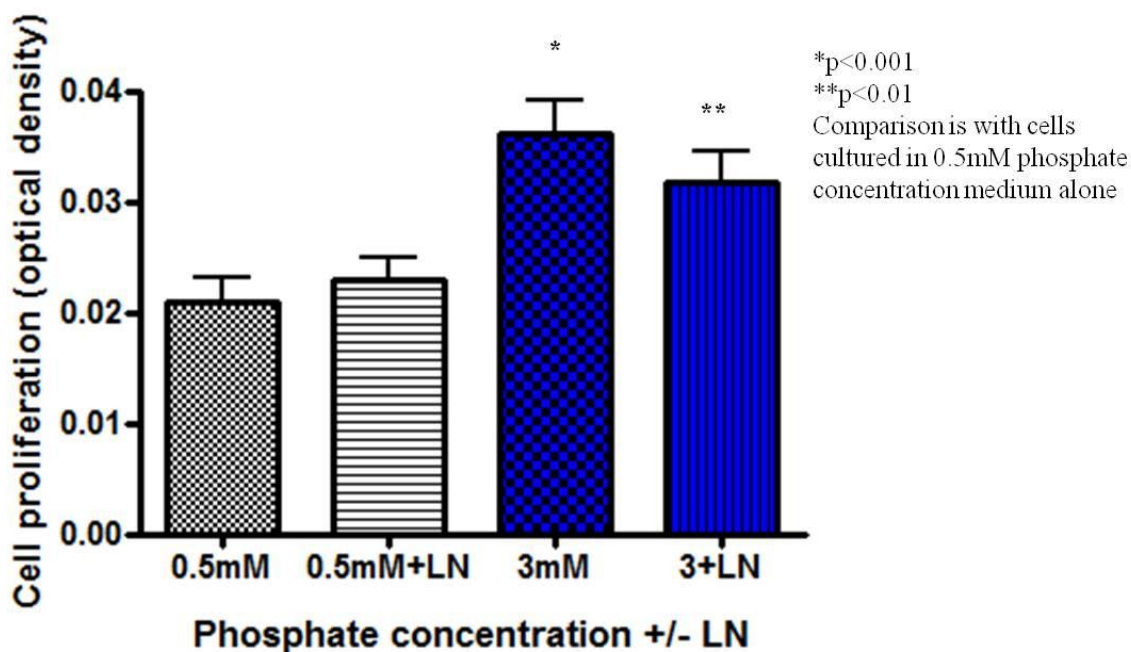 Cell proliferation (optical density)
0.04
0.03
0.02
0.01
0.00
*
**
*p<0.001
**p<0.01
Comparison is with cells
cultured in 0.5mM phosphate
concentration medium alone
0.5mM
0.5mM+LN
3mM
3+LN
Phosphate concentration +/- LN